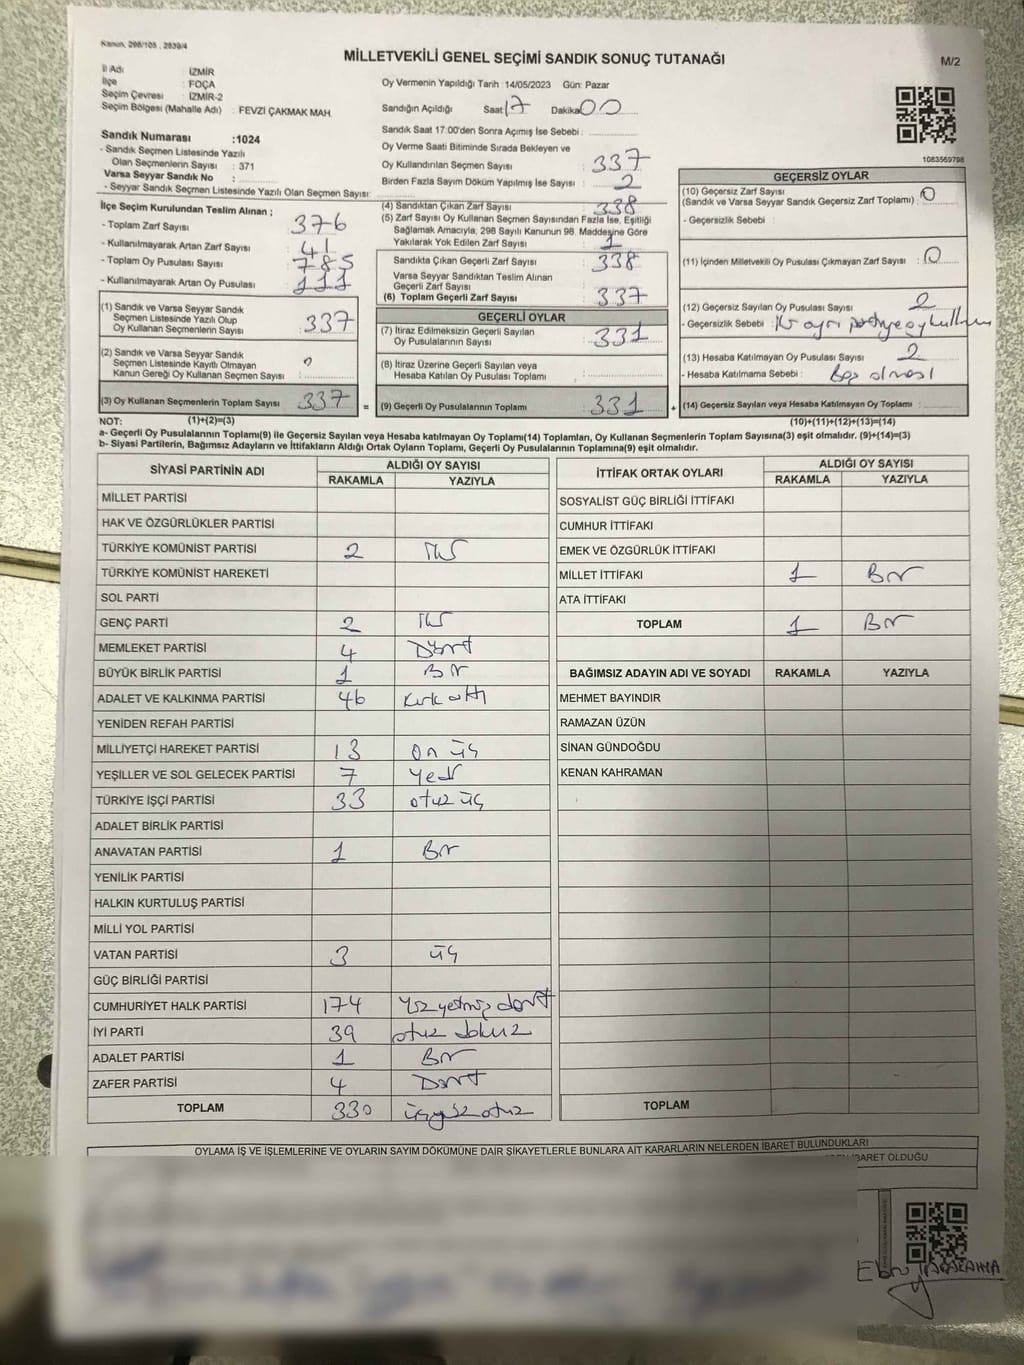 Kanun, 298/105 , 2839/4
MİLLETVEKİLİ GENEL SEÇİMİ SANDIK SONUÇ TUTANAĞI
M/2
İl Adı : İZMİR
İlçe : FOÇA
Seçim Çevresi : İZMİR-2
Seçim Bölgesi (Mahalle Adı) : FEVZİ ÇAKMAK MAH.
Oy Vermenin Yapıldığı Tarih : 14/05/2023 Gün: Pazar
Sandığın Açıldığı Saat 17 Dakika 00
Sandık Saat 17:00'den Sonra Açımış İse Sebebi :
Oy Verme Saati Bitiminde Sırada Bekleyen ve
Oy Kullandırılan Seçmen Sayısı : 337
Birden Fazla Sayım Döküm Yapılmış İse Sayısı : 2
1083569798
Sandık Numarası :1024
- Sandık Seçmen Listesinde Yazılı
Olan Seçmenlerin Sayısı : 371
Varsa Seyyar Sandık No :
- Seyyar Sandık Seçmen Listesinde Yazılı Olan Seçmen Sayısı:
İlçe Seçim Kurulundan Teslim Alınan ;
- Toplam Zarf Sayısı : 376
- Kullanılmayarak Artan Zarf Sayısı : 41
- Toplam Oy Pusulası Sayısı : 785
- Kullanılmayarak Artan Oy Pusulası : 111
(4) Sandıktan Çıkan Zarf Sayısı : 338
(5) Zarf Sayısı Oy Kullanan Seçmen Sayısından Fazla İse, Eşitliği
Sağlamak Amacıyla, 298 Sayılı Kanunun 98. Maddesine Göre
Yakılarak Yok Edilen Zarf Sayısı : 1
Sandıkta Çıkan Geçerli Zarf Sayısı : 338
Varsa Seyyar Sandıktan Teslim Alınan
Geçerli Zarf Sayısı :
(6) Toplam Geçerli Zarf Sayısı : 337
GEÇERSİZ OYLAR
(10) Geçersiz Zarf Sayısı
(Sandık ve Varsa Seyyar Sandık Geçersiz Zarf Toplamı) : 0
- Geçersizlik Sebebi :
(11) İçinden Milletvekili Oy Pusulası Çıkmayan Zarf Sayısı : 0
(12) Geçersiz Sayılan Oy Pusulası Sayısı : 2
- Geçersizlik Sebebi : İki ayrı partiye oy kullanma
(13) Hesaba Katılmayan Oy Pusulası Sayısı : 2
- Hesaba Katılmama Sebebi : Boş olması
(14) Geçersiz Sayılan veya Hesaba Katılmayan Oy Toplamı :
(10)+(11)+(12)+(13)=(14)
(1) Sandık ve Varsa Seyyar
Sandık Seçmen Listesinde Yazılı Olup
Oy Kullanan Seçmenlerin Sayısı : 337
(2) Sandık ve Varsa Seyyar Sandık
Seçmen Listesinde Kayıtlı Olmayan
Kanun Gereği Oy Kullanan Seçmen Sayısı :
(3) Oy Kullanan Seçmenlerin Toplam Sayısı : 337 =
GEÇERLİ OYLAR
(7) İtiraz Edilmeksizin Geçerli Sayılan
Oy Pusulalarının Sayısı : 331
(8) İtiraz Üzerine Geçerli Sayılan veya
Hesaba Katılan Oy Pusulası Toplamı :
(9) Geçerli Oy Pusulalarının Toplamı : 331 +
NOT: (1)+(2)=(3)
a- Geçerli Oy Pusulalarının Toplamı(9) ile Geçersiz Sayılan veya Hesaba katılmayan Oy Toplamı(14) Toplamları, Oy Kullanan Seçmenlerin Toplam Sayısına(3) eşit olmalıdır. (9)+(14)=(3)
b- Siyasi Partilerin, Bağımsız Adayların ve İttifakların Aldığı Ortak Oyların Toplamı, Geçerli Oy Pusulalarının Toplamına(9) eşit olmalıdır.
SİYASİ PARTİNİN ADI ALDIĞI OY SAYISI
RAKAMLA YAZIYLA
MİLLET PARTİSİ
HAK VE ÖZGÜRLÜKLER PARTİSİ
TÜRKİYE KOMÜNİST PARTİSİ 2 İki
TÜRKİYE KOMÜNİST HAREKETİ
SOL PARTİ
GENÇ PARTİ 2 İki
MEMLEKET PARTİSİ 4 Dört
BÜYÜK BİRLİK PARTİSİ 1 Bir
ADALET VE KALKINMA PARTİSİ 46 Kırk altı
YENİDEN REFAH PARTİSİ
MİLLİYETÇİ HAREKET PARTİSİ 13 On üç
YEŞİLLER VE SOL GELECEK PARTİSİ 7 Yedi
TÜRKİYE İŞÇİ PARTİSİ 33 otuz üç
ADALET BİRLİK PARTİSİ
ANAVATAN PARTİSİ 1 Bir
YENİLİK PARTİSİ
HALKIN KURTULUŞ PARTİSİ
MİLLİ YOL PARTİSİ
VATAN PARTİSİ 3 üç
GÜÇ BİRLİĞİ PARTİSİ
CUMHURİYET HALK PARTİSİ 174 Yüzyetmiş dört
İYİ PARTİ 39 otuz dokuz
ADALET PARTİSİ 1 Bir
ZAFER PARTİSİ 4 Dört
TOPLAM 330 üçyüz otuz
İTTİFAK ORTAK OYLARI ALDIĞI OY SAYISI
RAKAMLA YAZIYLA
SOSYALİST GÜÇ BİRLİĞİ İTTİFAKI
CUMHUR İTTİFAKI
EMEK VE ÖZGÜRLÜK İTTİFAKI
MİLLET İTTİFAKI 1 Bir
ATA İTTİFAKI
TOPLAM 1 Bir
BAĞIMSIZ ADAYIN ADI VE SOYADI RAKAMLA YAZIYLA
MEHMET BAYINDIR
RAMAZAN ÜZÜN
SİNAN GÜNDOĞDU
KENAN KAHRAMAN
TOPLAM
OYLAMA İŞ VE İŞLEMLERİNE VE OYLARIN SAYIM DÖKÜMÜNE DAİR ŞİKAYETLERLE BUNLARA AİT KARARLARIN NELERDEN İBARET BULUNDUKLARI
İBARET OLDUĞU
Ebru